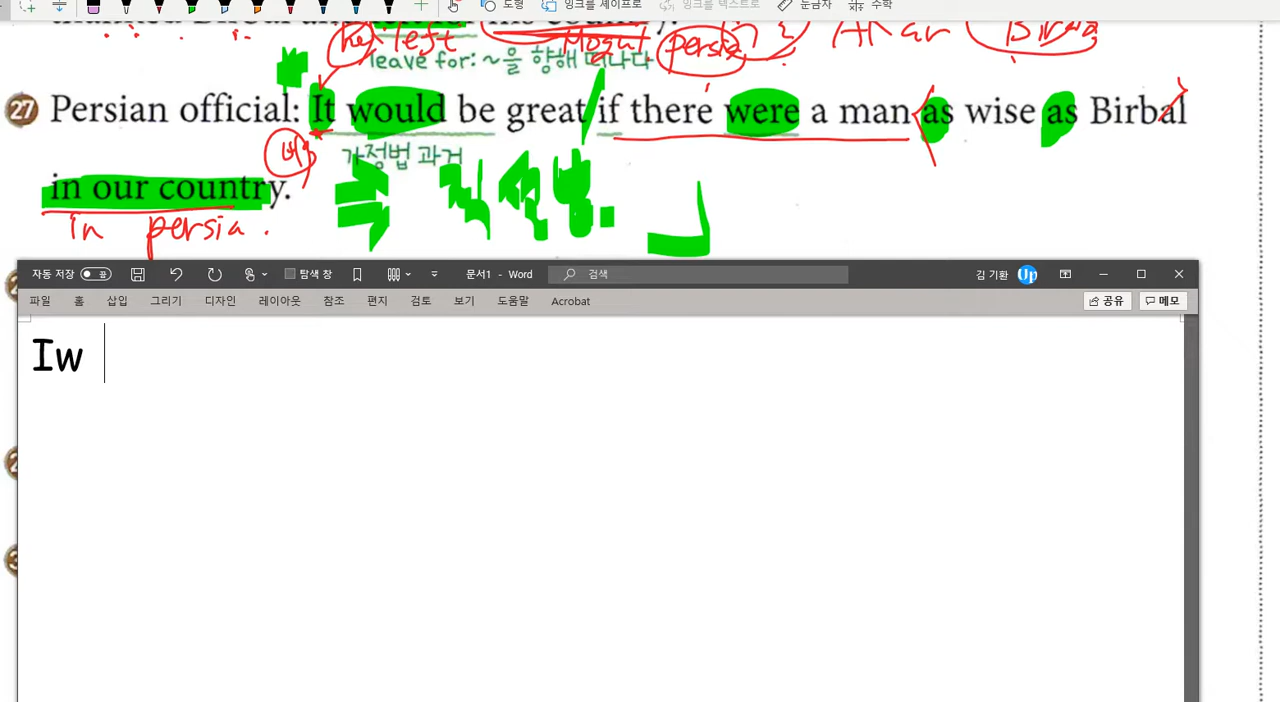 도형 잉크를 셰이프로 잉크를 텍스트로 눈금자 수학
he left Mogul persia
leave for: ~을 향해 떠나다
27 Persian official: It would be great if there were a man as wise as Birbal
가정법 과거
in our country.
in persia.
자동 저장 탐색 창 문서1 - Word 검색 김 기환
파일 홈 삽입 그리기 디자인 레이아웃 참조 편지 검토 보기 도움말 Acrobat 공유 메모
Iw